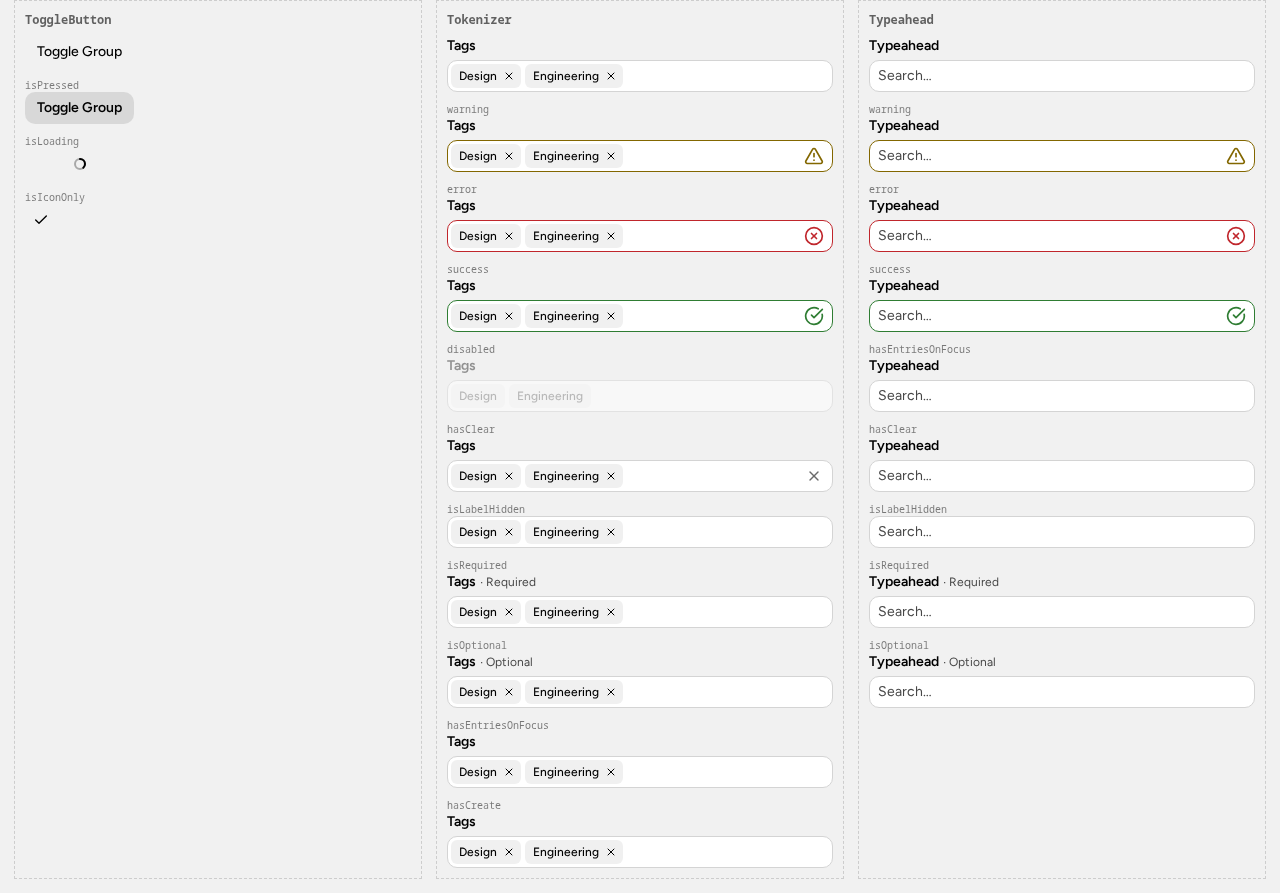 ToggleButton
Toggle Group
isPressed
Toggle Group
isLoading
isIconOnly
Tokenizer
Tags
Design Engineering
warning
Tags
Design Engineering
error
Tags
Design Engineering
success
Tags
Design Engineering
disabled
Tags
Design Engineering
hasClear
Tags
Design Engineering
isLabelHidden
Design Engineering
isRequired
Tags · Required
Design Engineering
isOptional
Tags · Optional
Design Engineering
hasEntriesOnFocus
Tags
Design Engineering
hasCreate
Tags
Design Engineering
Typeahead
Typeahead
Search...
warning
Typeahead
Search...
error
Typeahead
Search...
success
Typeahead
Search...
hasEntriesOnFocus
Typeahead
Search...
hasClear
Typeahead
Search...
isLabelHidden
Search...
isRequired
Typeahead · Required
Search...
isOptional
Typeahead · Optional
Search...